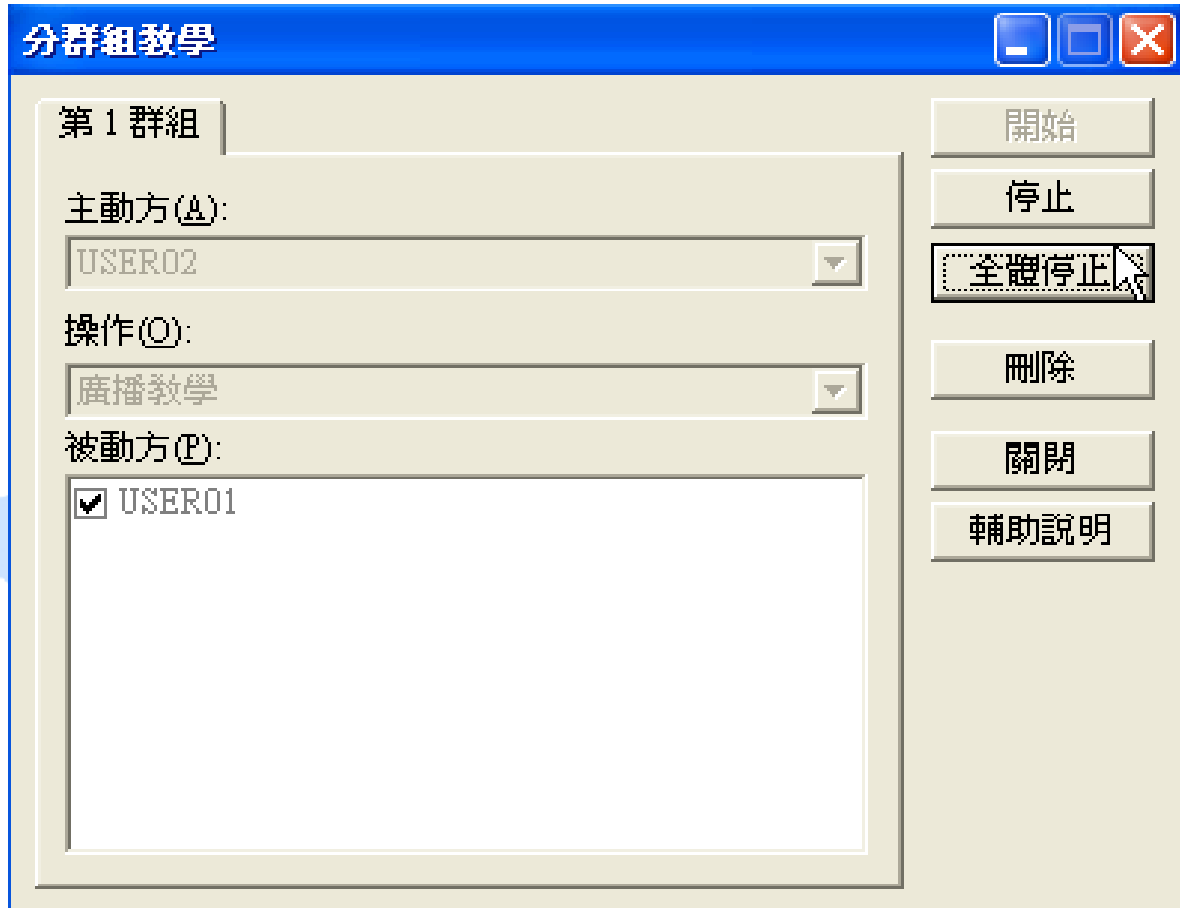 分群組教學
第 1 群組
主動方(A):
USER02
操作(O):
廣播教學
被動方(P):
USER01
開始
停止
全體停止
刪除
關閉
輔助說明